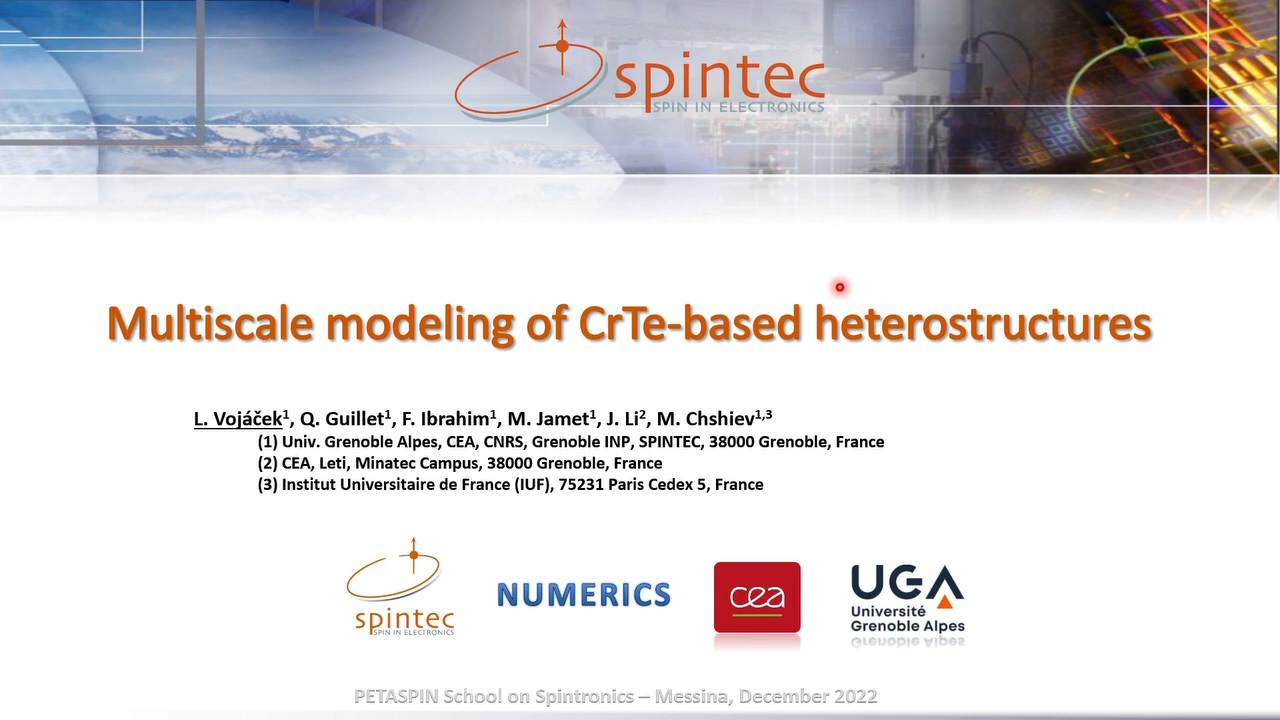 spintec
SPIN IN ELECTRONICS
Multiscale modeling of CrTe-based heterostructures
L. Vojáček¹, Q. Guillet¹, F. Ibrahim¹, M. Jamet¹, J. Li², M. Chshiev¹,³
(1) Univ. Grenoble Alpes, CEA, CNRS, Grenoble INP, SPINTEC, 38000 Grenoble, France
(2) CEA, Leti, Minatec Campus, 38000 Grenoble, France
(3) Institut Universitaire de France (IUF), 75231 Paris Cedex 5, France
spintec
SPIN IN ELECTRONICS
NUMERICS
cea
UGA
Université
Grenoble Alpes
PETASPIN School on Spintronics – Messina, December 2022